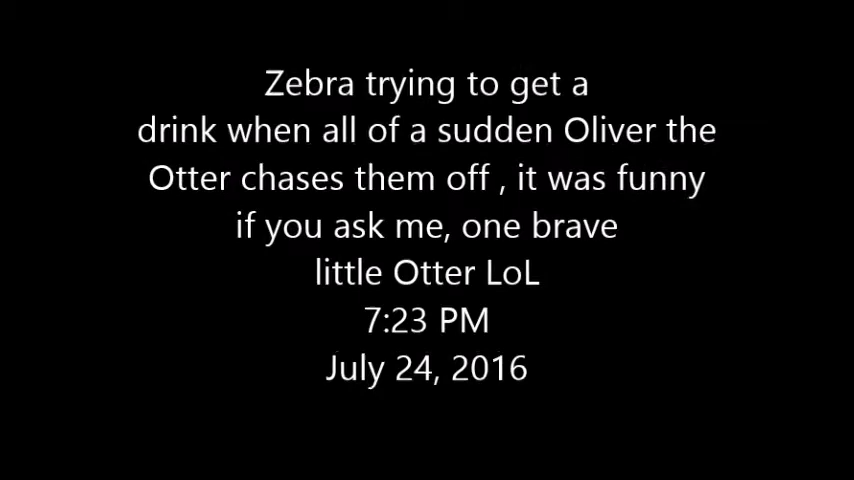 Zebra trying to get a
drink when all of a sudden Oliver the
Otter chases them off , it was funny
if you ask me, one brave
little Otter LoL
7:23 PM
July 24, 2016